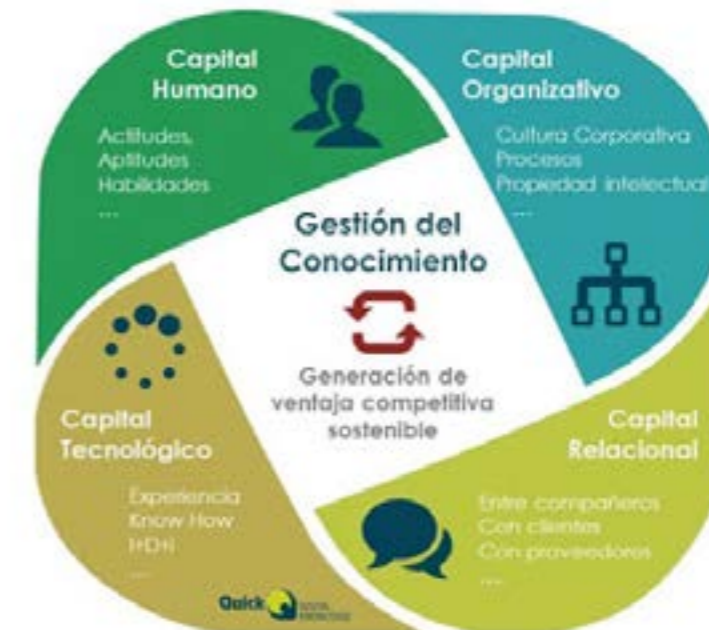 Capital
Humano
Actitudes,
Aptitudes
Habilidades
...
Capital
Organizativo
Cultura Corporativa
Procesos
Propiedad intelectual
...
Gestión del
Conocimiento
Generación de
ventaja competitiva
sostenible
Capital
Tecnológico
Experiencia
Know How
I+D+i
...
Capital
Relacional
Entre compañeros
Con clientes
Con proveedores
...
Quick